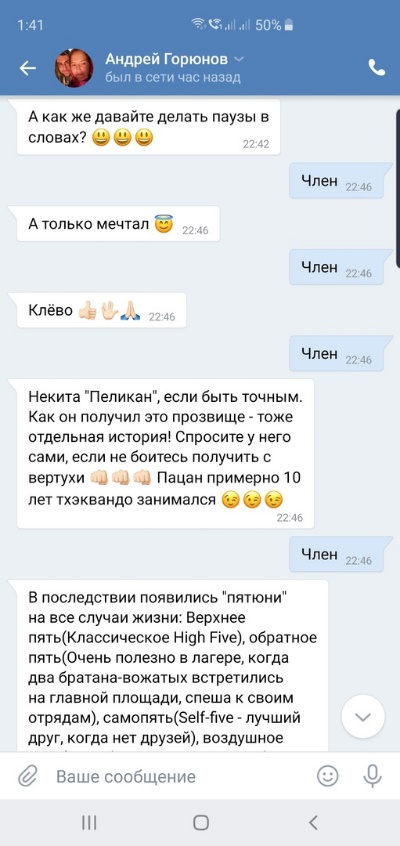 1:41
50%
Андрей Горюнов
был в сети час назад
А как же давайте делать паузы в
словах? 😃😃😃
22:42
Член 22:46
А только мечтал 😇 22:46
Член 22:46
Клёво 👍🏻🖖🏻🙏🏻 22:46
Член 22:46
Некита "Пеликан", если быть точным.
Как он получил это прозвище - тоже
отдельная история! Спросите у него
сами, если не боитесь получить с
вертухи 👊🏻👊🏻👊🏻 Пацан примерно 10
лет тхэквандо занимался 😉😉😉
22:46
Член 22:46
В последствии появились "пятюни"
на все случаи жизни: Верхнее
пять(Классическое High Five), обратное
пять(Очень полезно в лагере, когда
два братана-вожатых встретились
на главной площади, спеша к своим
отрядам), самопять(Self-five - лучший
друг, когда нет друзей), воздушное
Ваше сообщение